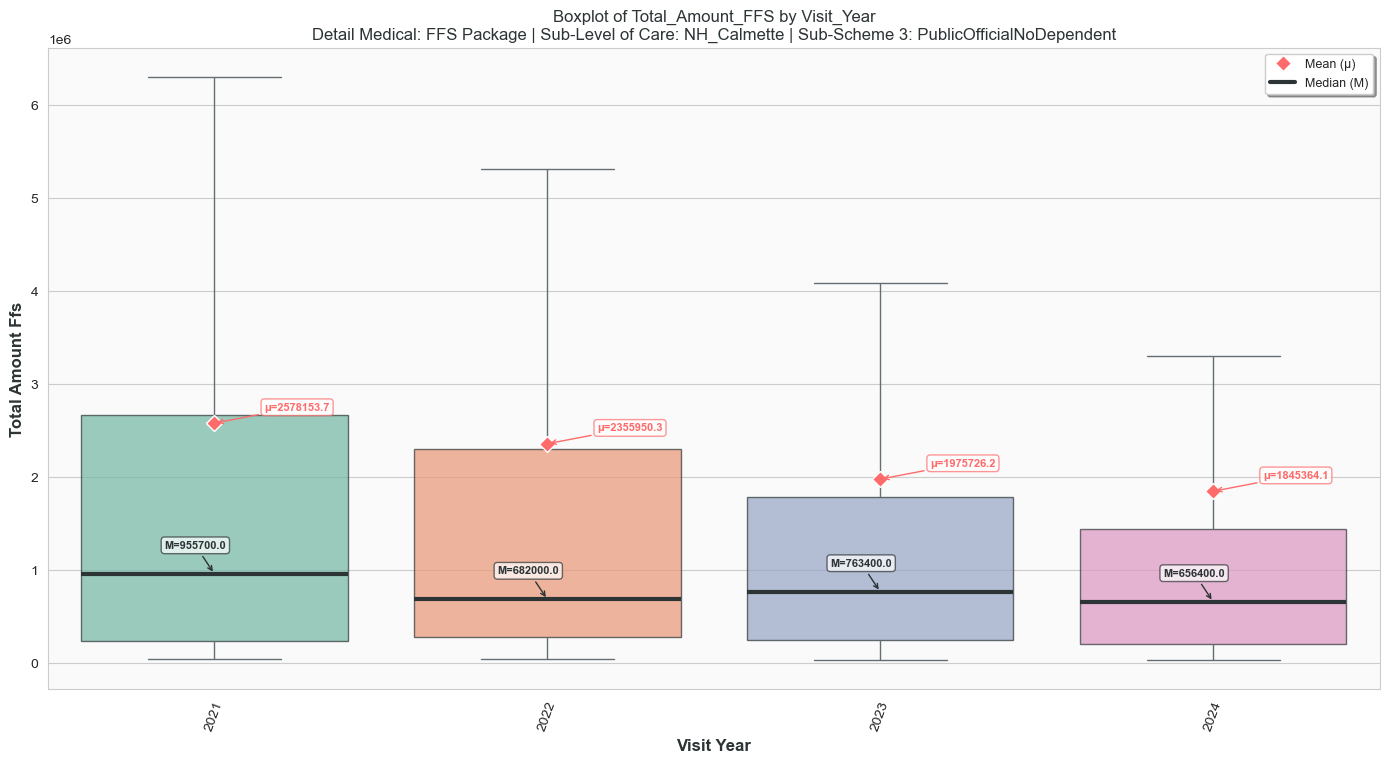 Boxplot of Total_Amount_FFS by Visit_Year
Detail Medical: FFS Package | Sub-Level of Care: NH_Calmette | Sub-Scheme 3: PublicOfficialNoDependent
1e6
Mean (μ)
Median (M)
6
5
4
3
2
1
0
Total Amount Ffs
μ=2578153.7
μ=2355950.3
μ=1975726.2
μ=1845364.1
M=955700.0
M=682000.0
M=763400.0
M=656400.0
2021
2022
2023
2024
Visit Year